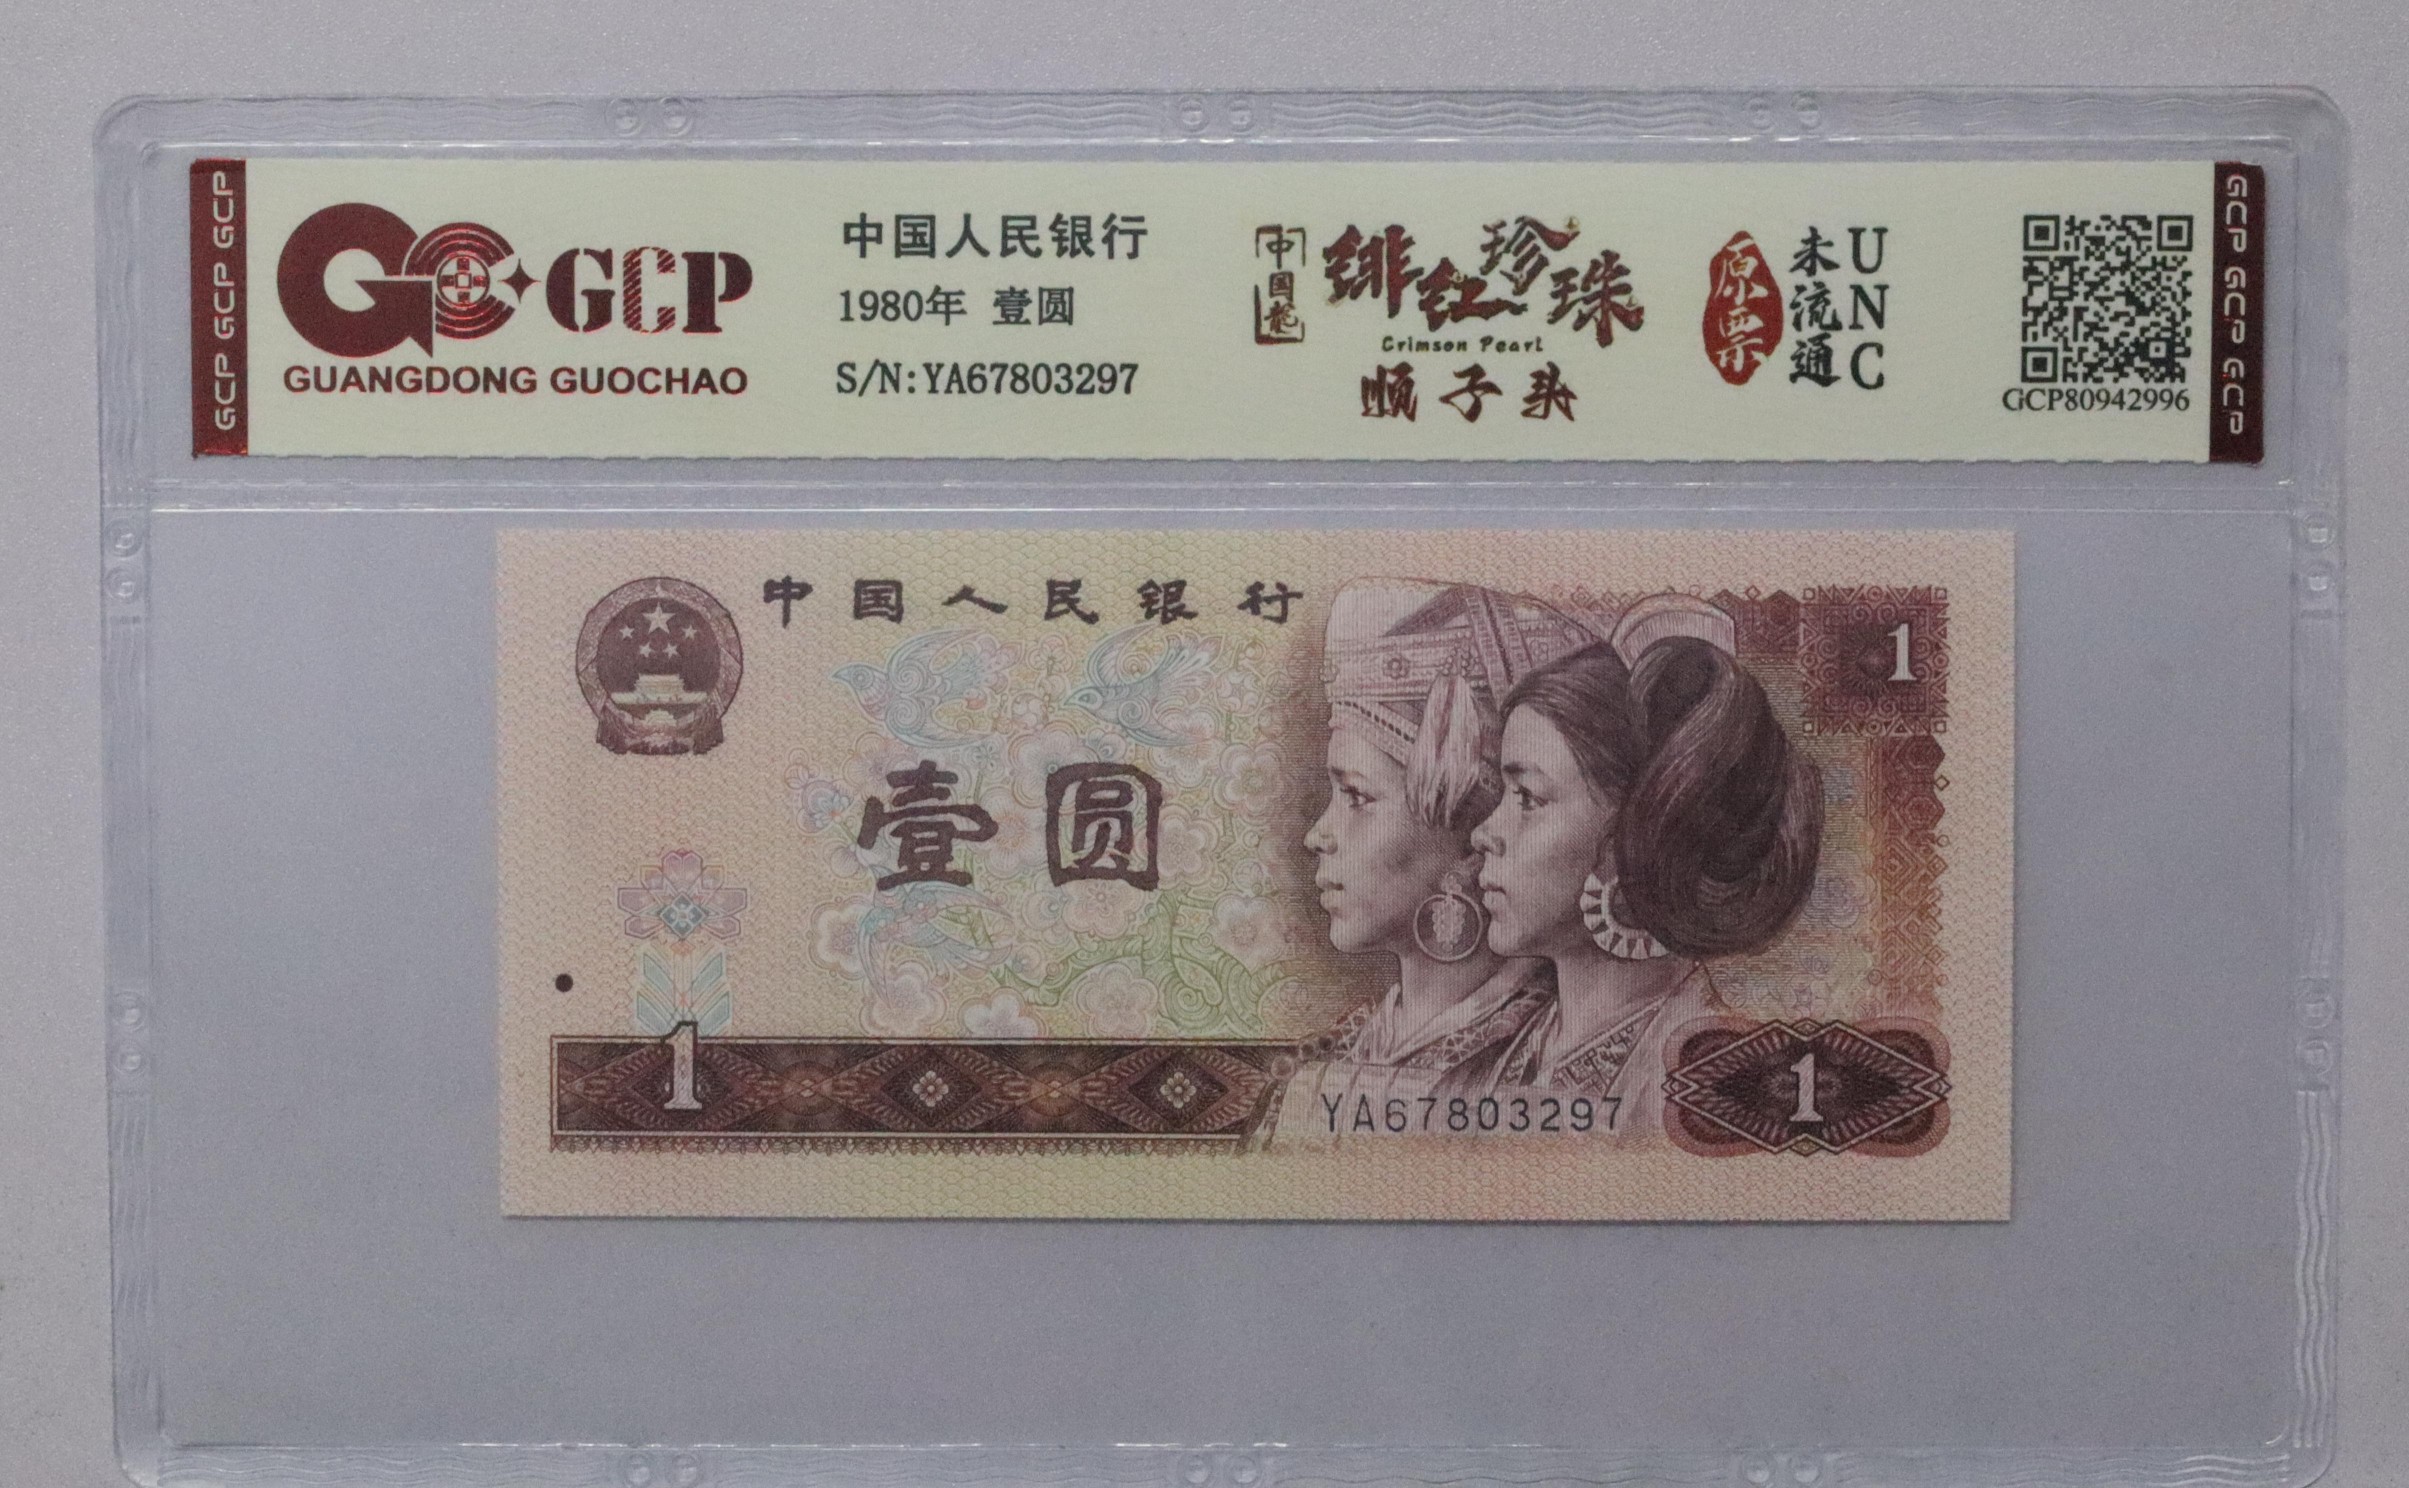 GCP GCP GCP
GCP
GUANGDONG GUOCHAO
中国人民银行
1980年 壹圆
S/N:YA67803297
中国龍
绯红珍珠
Crimson Pearl
顺子头
原票
未流通
UNC
GCP80942996
GCP GCP GCP
中国人民银行
1
壹圆
1
YA67803297
1